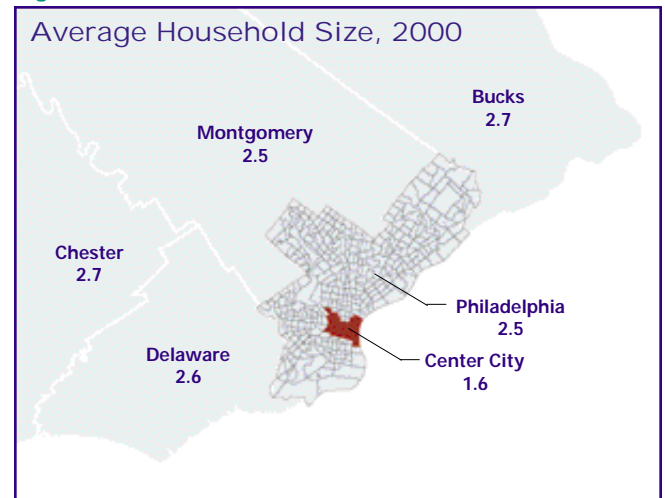 Average Household Size, 2000
Bucks
2.7
Montgomery
2.5
Chester
2.7
Philadelphia
2.5
Delaware
2.6
Center City
1.6